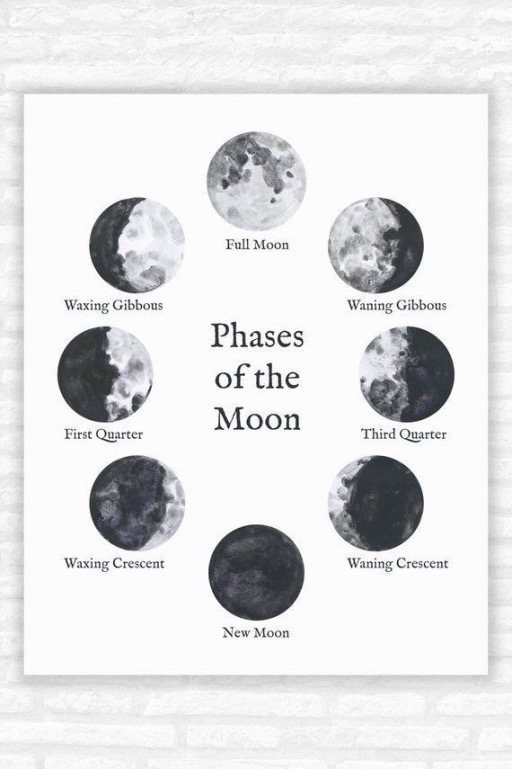 Full Moon
Waxing Gibbous
Waning Gibbous
Phases
of the
Moon
First Quarter
Third Quarter
Waxing Crescent
Waning Crescent
New Moon